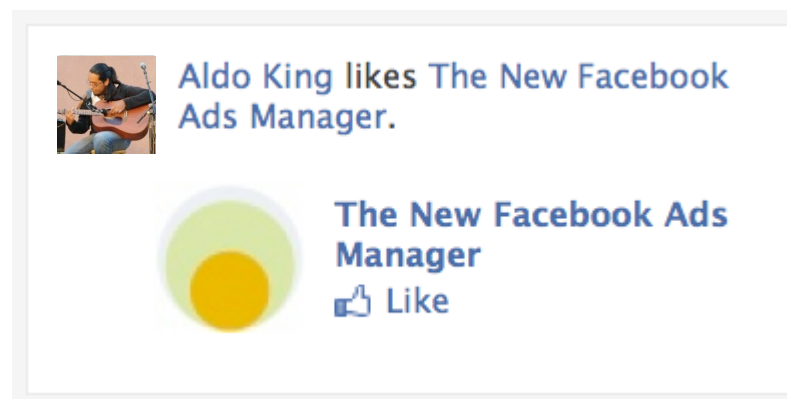 Aldo King likes The New Facebook
Ads Manager.
The New Facebook Ads
Manager
Like